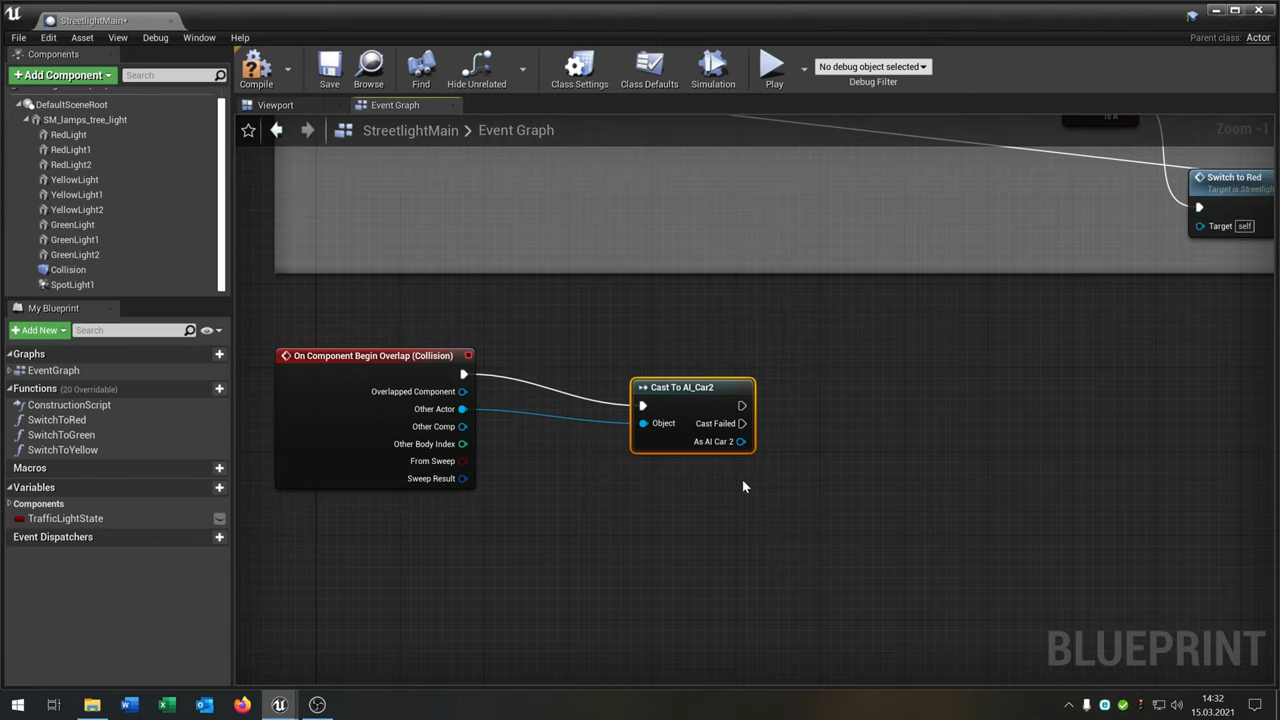 StreetlightMain*
File Edit Asset View Debug Window Help
Parent class: Actor
Components
Add Component
Search
Compile
Save
Browse
Find
Hide Unrelated
Class Settings
Class Defaults
Simulation
Play
No debug object selected
Debug Filter
DefaultSceneRoot
SM_lamps_tree_light
RedLight
RedLight1
RedLight2
YellowLight
YellowLight1
YellowLight2
GreenLight
GreenLight1
GreenLight2
Collision
SpotLight1
Viewport
Event Graph
StreetlightMain > Event Graph
Zoom -1
Is A
Switch to Red
Target is Streetlight
Target self
My Blueprint
+ Add New
Search
Graphs
EventGraph
Functions (20 Overridable)
ConstructionScript
SwitchToRed
SwitchToGreen
SwitchToYellow
Macros
Variables
Components
TrafficLightState
Event Dispatchers
On Component Begin Overlap (Collision)
Overlapped Component
Other Actor
Other Comp
Other Body Index
From Sweep
Sweep Result
Cast To AI_Car2
Object
Cast Failed
As AI Car 2
BLUEPRINT
14:32
15.03.2021